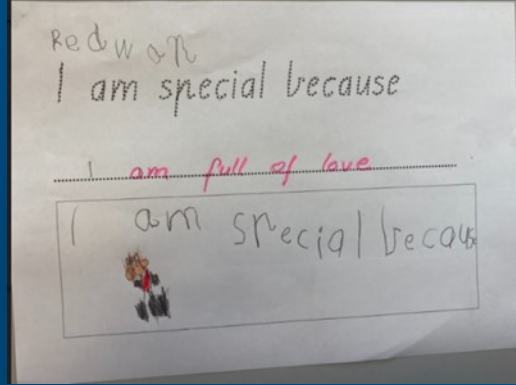 Redwan
I am special because
I am full of love
I am special becaus